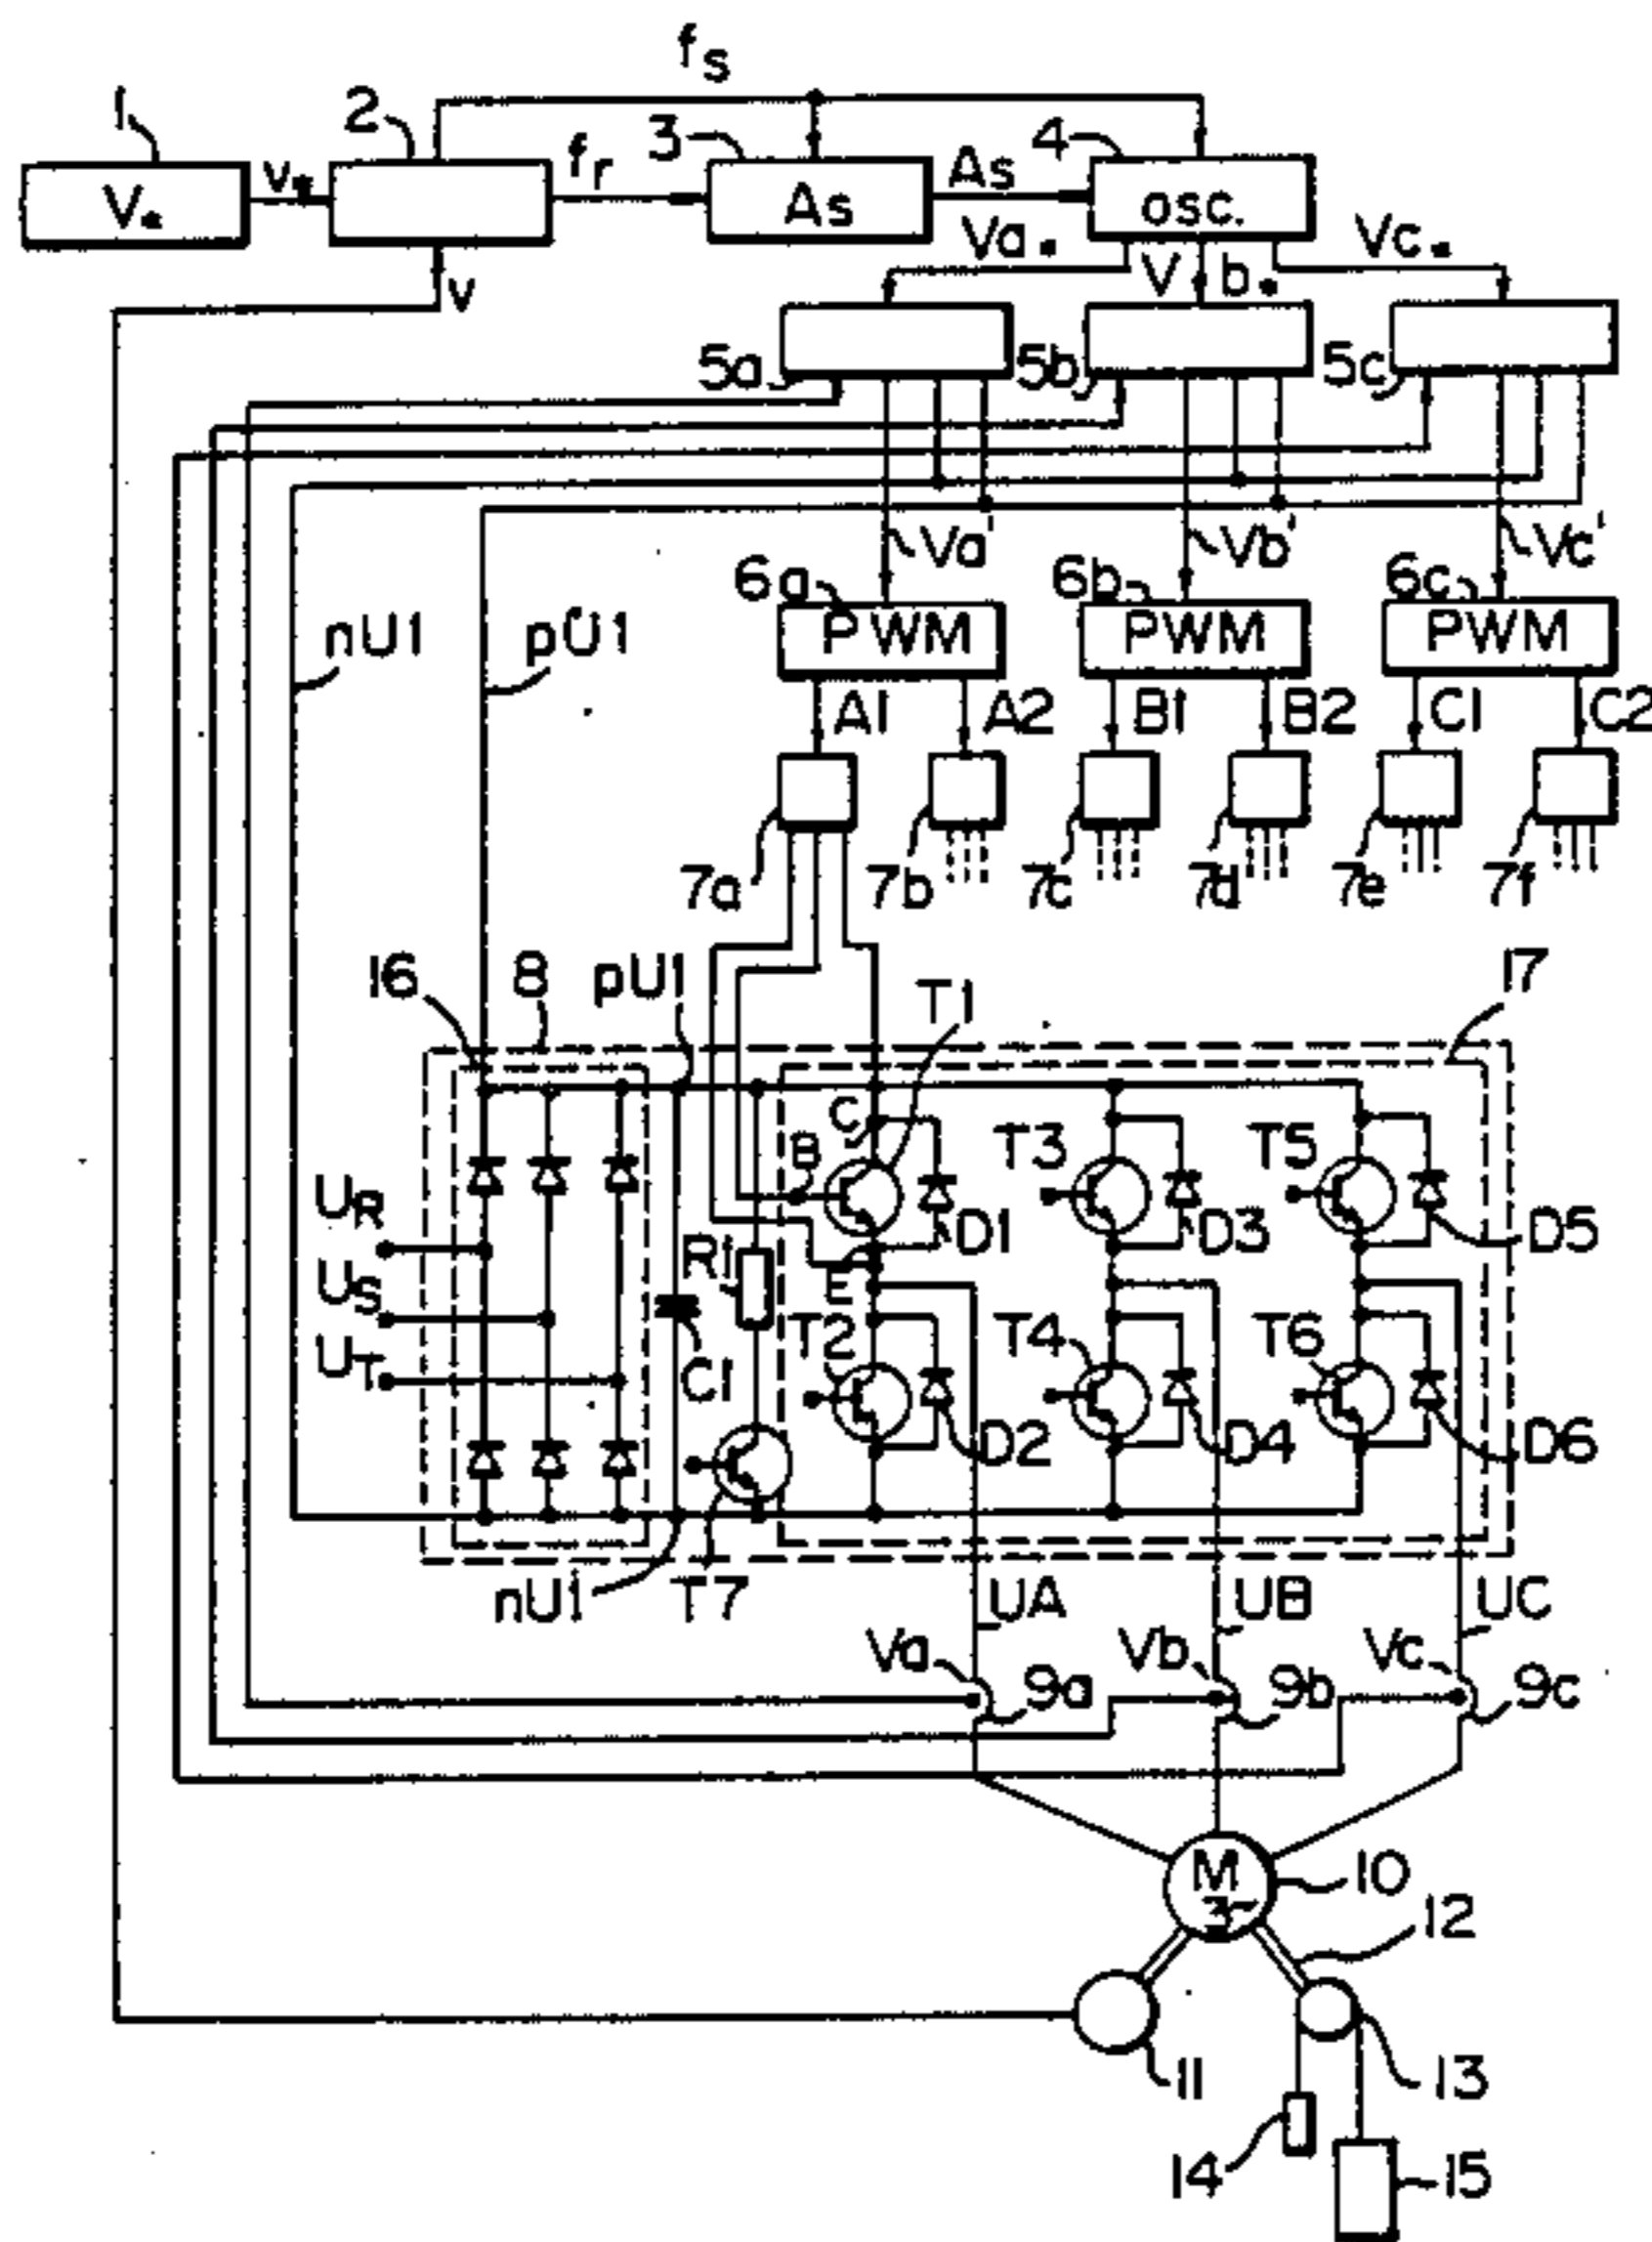 fs
1 2 fr 3 As 4
V* v* As osc.
v Va* Vb* Vc*
5a 5b 5c
Va' Vb' Vc'
6a 6b 6c
nU1 pU1 PWM PWM PWM
A1 A2 B1 B2 C1 C2
7a 7b 7c 7d 7e 7f
16 8 pU1 T1 17
C
B T3 T5
UR
R1 D1 D3 D5
US E
T2 T4 T6
UT C1
D2 D4 D6
nU1 T7 UA UB UC
Va 9a Vb 9b Vc 9c
M
3~
10
12
11 13
14 15